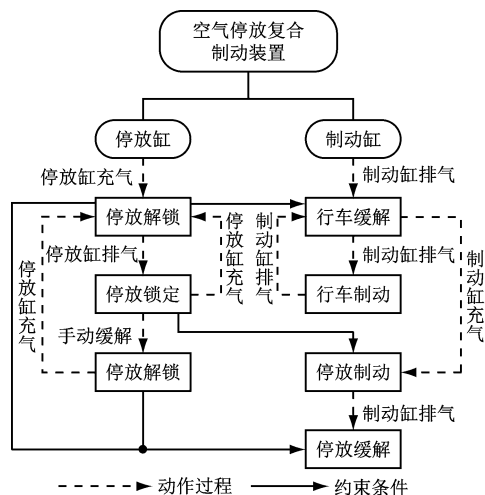 空气停放复合
制动装置
停放缸
制动缸
停放缸充气
制动缸排气
停放解锁
行车缓解
停放缸排气
停放缸充气
制动缸排气
制动缸排气
制动缸充气
停放缸充气
停放锁定
行车制动
手动缓解
停放解锁
停放制动
制动缸排气
停放缓解
动作过程
约束条件